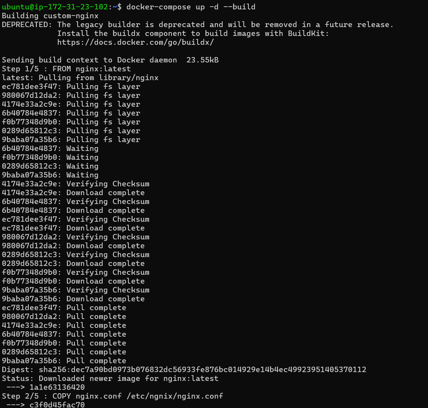 ubuntu@ip-172-31-23-102:~$ docker-compose up -d --build
Building custom-nginx
DEPRECATED: The legacy builder is deprecated and will be removed in a future release.
Install the buildx component to build images with BuildKit:
https://docs.docker.com/go/buildx/
Sending build context to Docker daemon  23.55kB
Step 1/5 : FROM nginx:latest
latest: Pulling from library/nginx
ec781dee3f47: Pulling fs layer
980067d12da2: Pulling fs layer
4174e33a2c9e: Pulling fs layer
6b40784e4837: Pulling fs layer
f0b77348d9b0: Pulling fs layer
0289d65812c3: Pulling fs layer
9baba07a35b6: Pulling fs layer
6b40784e4837: Waiting
f0b77348d9b0: Waiting
0289d65812c3: Waiting
9baba07a35b6: Waiting
4174e33a2c9e: Verifying Checksum
4174e33a2c9e: Download complete
6b40784e4837: Verifying Checksum
6b40784e4837: Download complete
ec781dee3f47: Verifying Checksum
ec781dee3f47: Download complete
980067d12da2: Verifying Checksum
980067d12da2: Download complete
0289d65812c3: Verifying Checksum
0289d65812c3: Download complete
f0b77348d9b0: Verifying Checksum
f0b77348d9b0: Download complete
9baba07a35b6: Verifying Checksum
9baba07a35b6: Download complete
ec781dee3f47: Pull complete
980067d12da2: Pull complete
4174e33a2c9e: Pull complete
6b40784e4837: Pull complete
f0b77348d9b0: Pull complete
0289d65812c3: Pull complete
9baba07a35b6: Pull complete
Digest: sha256:dec7a90bd0973b076832dc56933fe876bc014929e14b4ec49923951405370112
Status: Downloaded newer image for nginx:latest
---> 1a1e63136420
Step 2/5 : COPY nginx.conf /etc/ngnix/nginx.conf
---> c3f0d45fac70